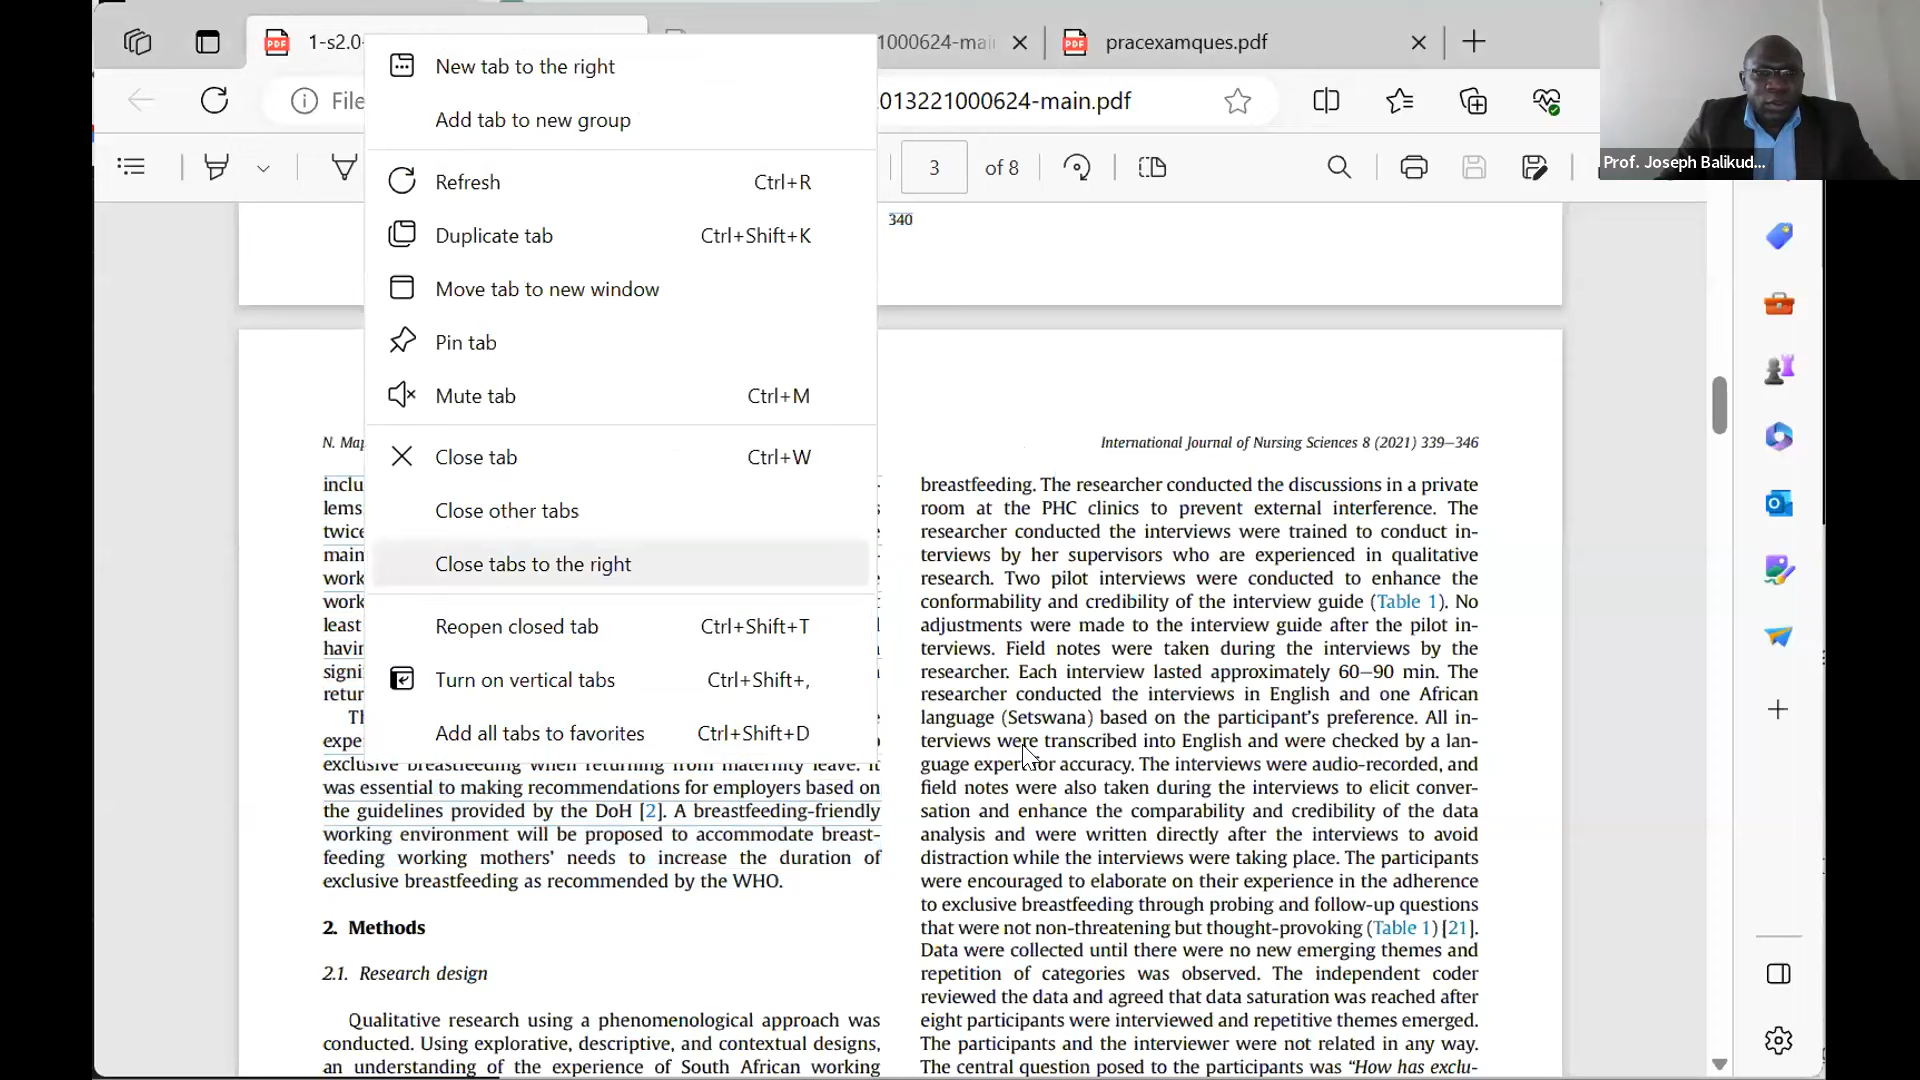 1-s2.0-
1000624-mai
pracexamques.pdf
File
013221000624-main.pdf
3 of 8
Prof. Joseph Balikud...
New tab to the right
Add tab to new group
Refresh Ctrl+R
Duplicate tab Ctrl+Shift+K
Move tab to new window
Pin tab
Mute tab Ctrl+M
Close tab Ctrl+W
Close other tabs
Close tabs to the right
Reopen closed tab Ctrl+Shift+T
Turn on vertical tabs Ctrl+Shift+,
Add all tabs to favorites Ctrl+Shift+D
340
N. Map
International Journal of Nursing Sciences 8 (2021) 339–346
inclu
lems
twice
main
work
work
least
havin
signi
retur
Th
expe
exclusive breastfeeding when returning from maternity leave. It
was essential to making recommendations for employers based on
the guidelines provided by the DoH [2]. A breastfeeding-friendly
working environment will be proposed to accommodate breast-
feeding working mothers' needs to increase the duration of
exclusive breastfeeding as recommended by the WHO.
2. Methods
2.1. Research design
Qualitative research using a phenomenological approach was
conducted. Using explorative, descriptive, and contextual designs,
an understanding of the experience of South African working
breastfeeding. The researcher conducted the discussions in a private
room at the PHC clinics to prevent external interference. The
researcher conducted the interviews were trained to conduct in-
terviews by her supervisors who are experienced in qualitative
research. Two pilot interviews were conducted to enhance the
conformability and credibility of the interview guide (Table 1). No
adjustments were made to the interview guide after the pilot in-
terviews. Field notes were taken during the interviews by the
researcher. Each interview lasted approximately 60–90 min. The
researcher conducted the interviews in English and one African
language (Setswana) based on the participant's preference. All in-
terviews were transcribed into English and were checked by a lan-
guage expert for accuracy. The interviews were audio-recorded, and
field notes were also taken during the interviews to elicit conver-
sation and enhance the comparability and credibility of the data
analysis and were written directly after the interviews to avoid
distraction while the interviews were taking place. The participants
were encouraged to elaborate on their experience in the adherence
to exclusive breastfeeding through probing and follow-up questions
that were not non-threatening but thought-provoking (Table 1) [21].
Data were collected until there were no new emerging themes and
repetition of categories was observed. The independent coder
reviewed the data and agreed that data saturation was reached after
eight participants were interviewed and repetitive themes emerged.
The participants and the interviewer were not related in any way.
The central question posed to the participants was "How has exclu-